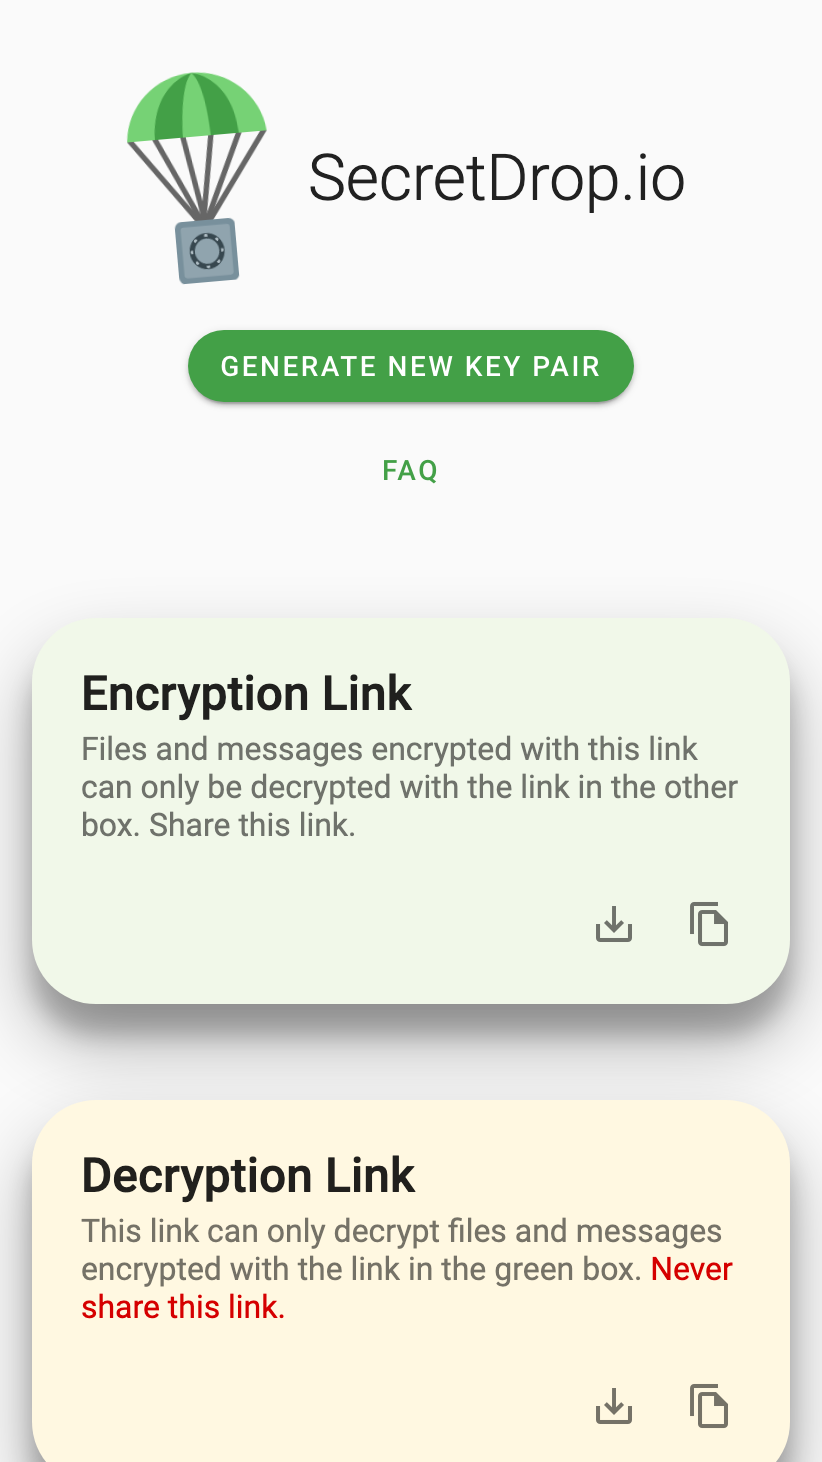 SecretDrop.io
GENERATE NEW KEY PAIR
FAQ
Encryption Link
Files and messages encrypted with this link
can only be decrypted with the link in the other
box. Share this link.
Decryption Link
This link can only decrypt files and messages
encrypted with the link in the green box. Never
share this link.